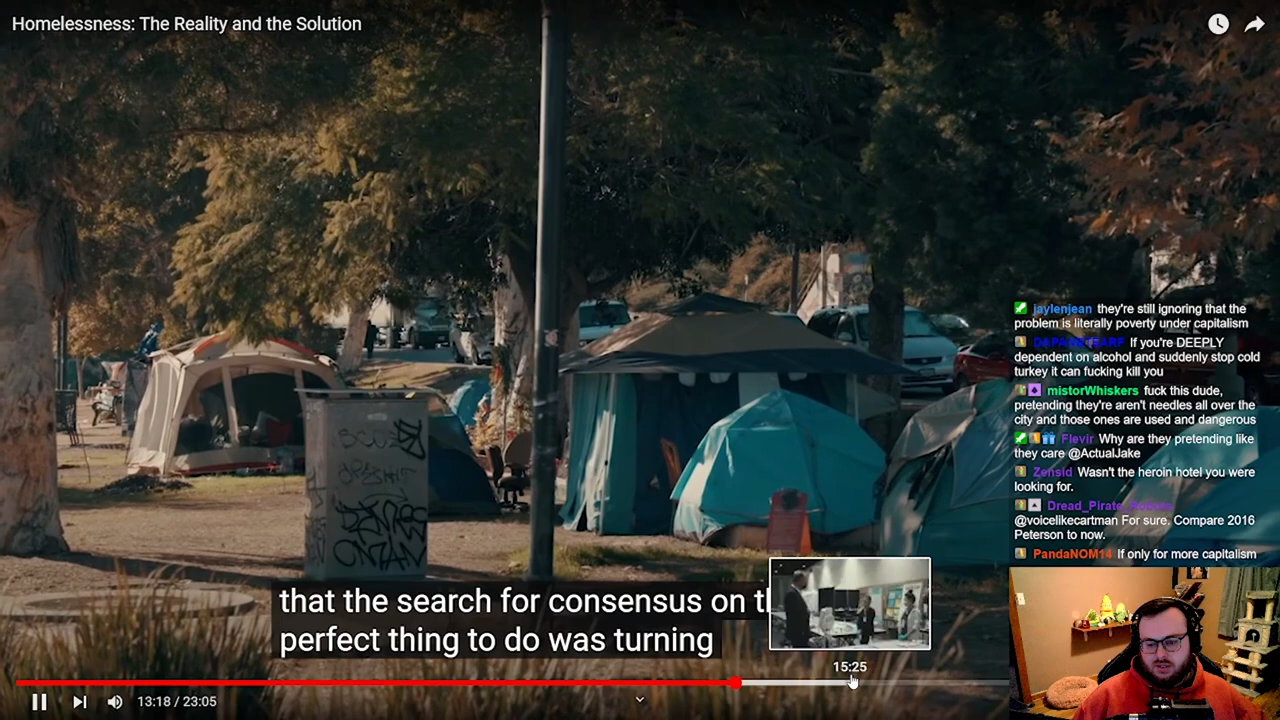 Homelessness: The Reality and the Solution
jaylenjean they're still ignoring that the
problem is literally poverty under capitalism
If you're DEEPLY
dependent on alcohol and suddenly stop cold
turkey it can fucking kill you
mistorWhiskers fuck this dude,
pretending they're aren't needles all over the
city and those ones are used and dangerous
Flevir Why are they pretending like
they care @ActualJake
Zensid Wasn't the heroin hotel you were
looking for.
@voicelikecartman For sure. Compare 2016
Peterson to now.
PandaNOM14 If only for more capitalism
that the search for consensus on
perfect thing to do was turning
15:25
13:18 / 23:05